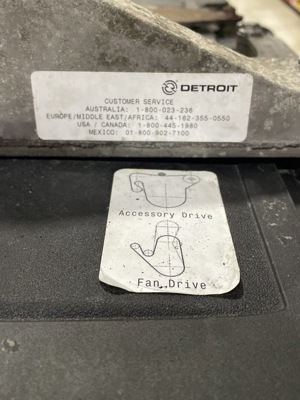 DETROIT
CUSTOMER SERVICE
AUSTRALIA: 1-800-023-236
EUROPE/MIDDLE EAST/AFRICA: 44-162-355-0550
USA / CANADA: 1-800-445-1980
MEXICO: 01-800-902-7100
Accessory Drive
Fan Drive